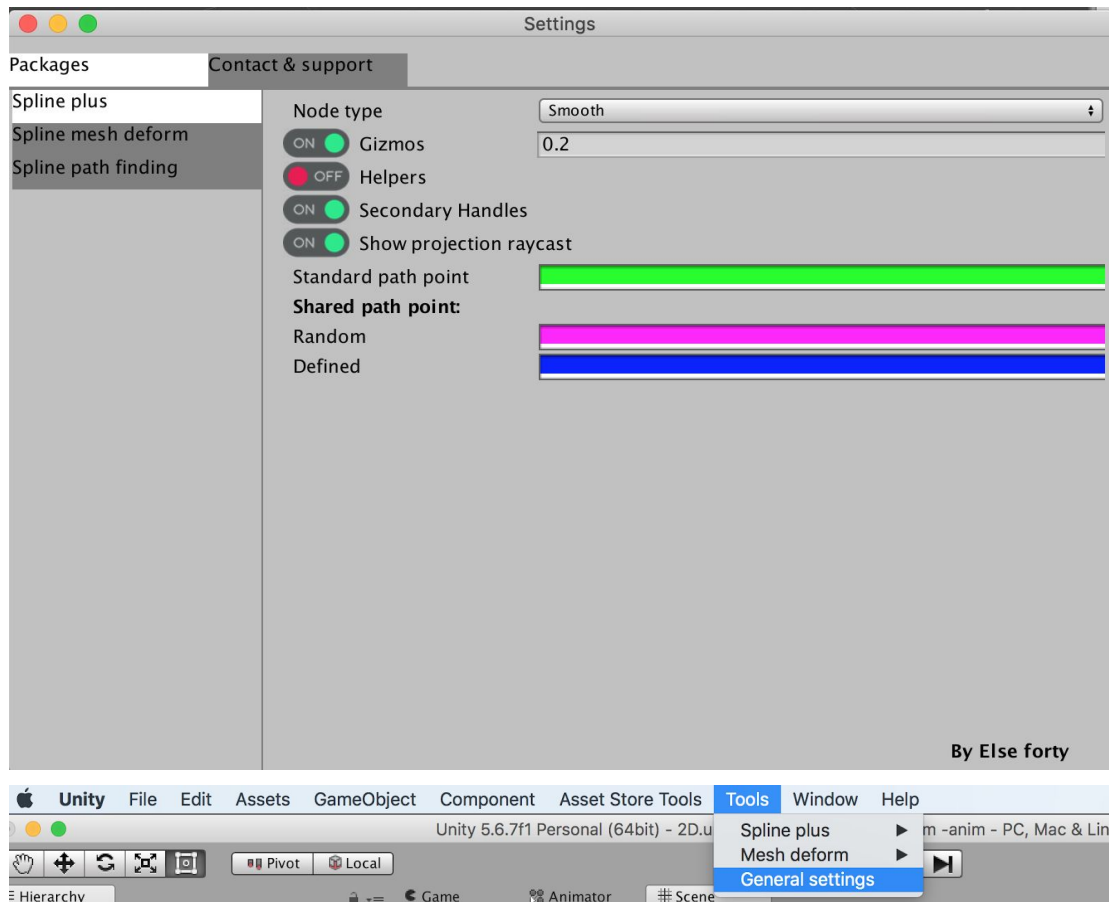 Settings
Packages Contact & support
Spline plus
Spline mesh deform
Spline path finding
Node type Smooth
ON Gizmos 0.2
OFF Helpers
ON Secondary Handles
ON Show projection raycast
Standard path point
Shared path point:
Random
Defined
By Else forty
Unity File Edit Assets GameObject Component Asset Store Tools Tools Window Help
Unity 5.6.7f1 Personal (64bit) - 2D.u m -anim - PC, Mac & Lin
Spline plus
Mesh deform
General settings
Pivot Local
Hierarchy Game Animator Scene